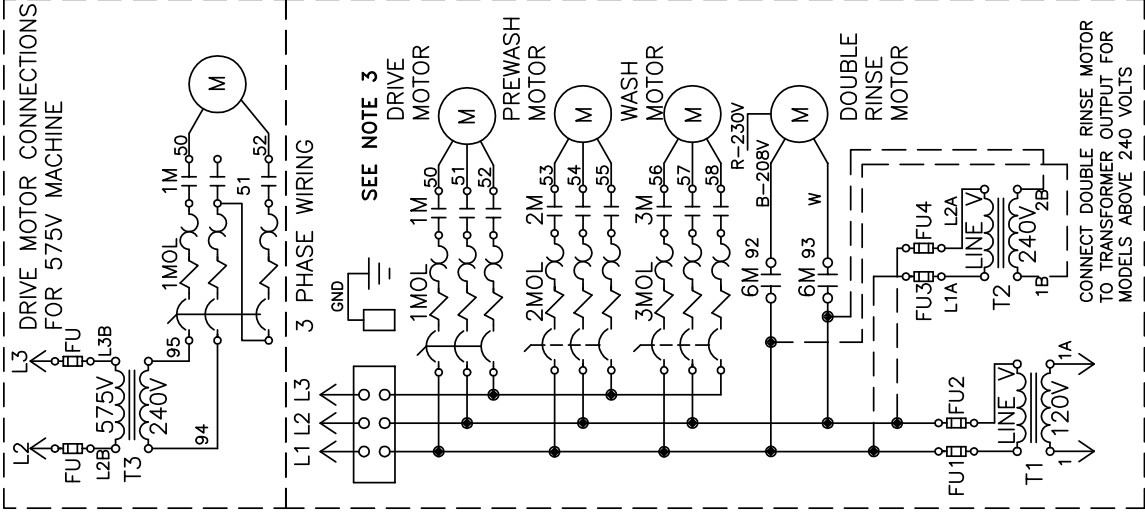 DRIVE MOTOR CONNECTIONS
FOR 575V MACHINE
L3
FU
L3B
L2
FU
L2B
575V
240V
T3
95
94
1MOL
1M
50
51
52
M
3 PHASE WIRING
SEE NOTE 3
GND
L3
L2
L1
1MOL
1M
50
51
52
M
DRIVE
MOTOR
2MOL
2M
53
54
55
M
PREWASH
MOTOR
3MOL
3M
56
57
58
M
WASH
MOTOR
6M 92
6M 93
B-208V
R-230V
W
M
DOUBLE
RINSE
MOTOR
FU1
FU2
LINE V
120V
T1
1
1A
FU3
FU4
L1A
L2A
LINE V
240V
T2
1B
2B
CONNECT DOUBLE RINSE MOTOR
TO TRANSFORMER OUTPUT FOR
MODELS ABOVE 240 VOLTS